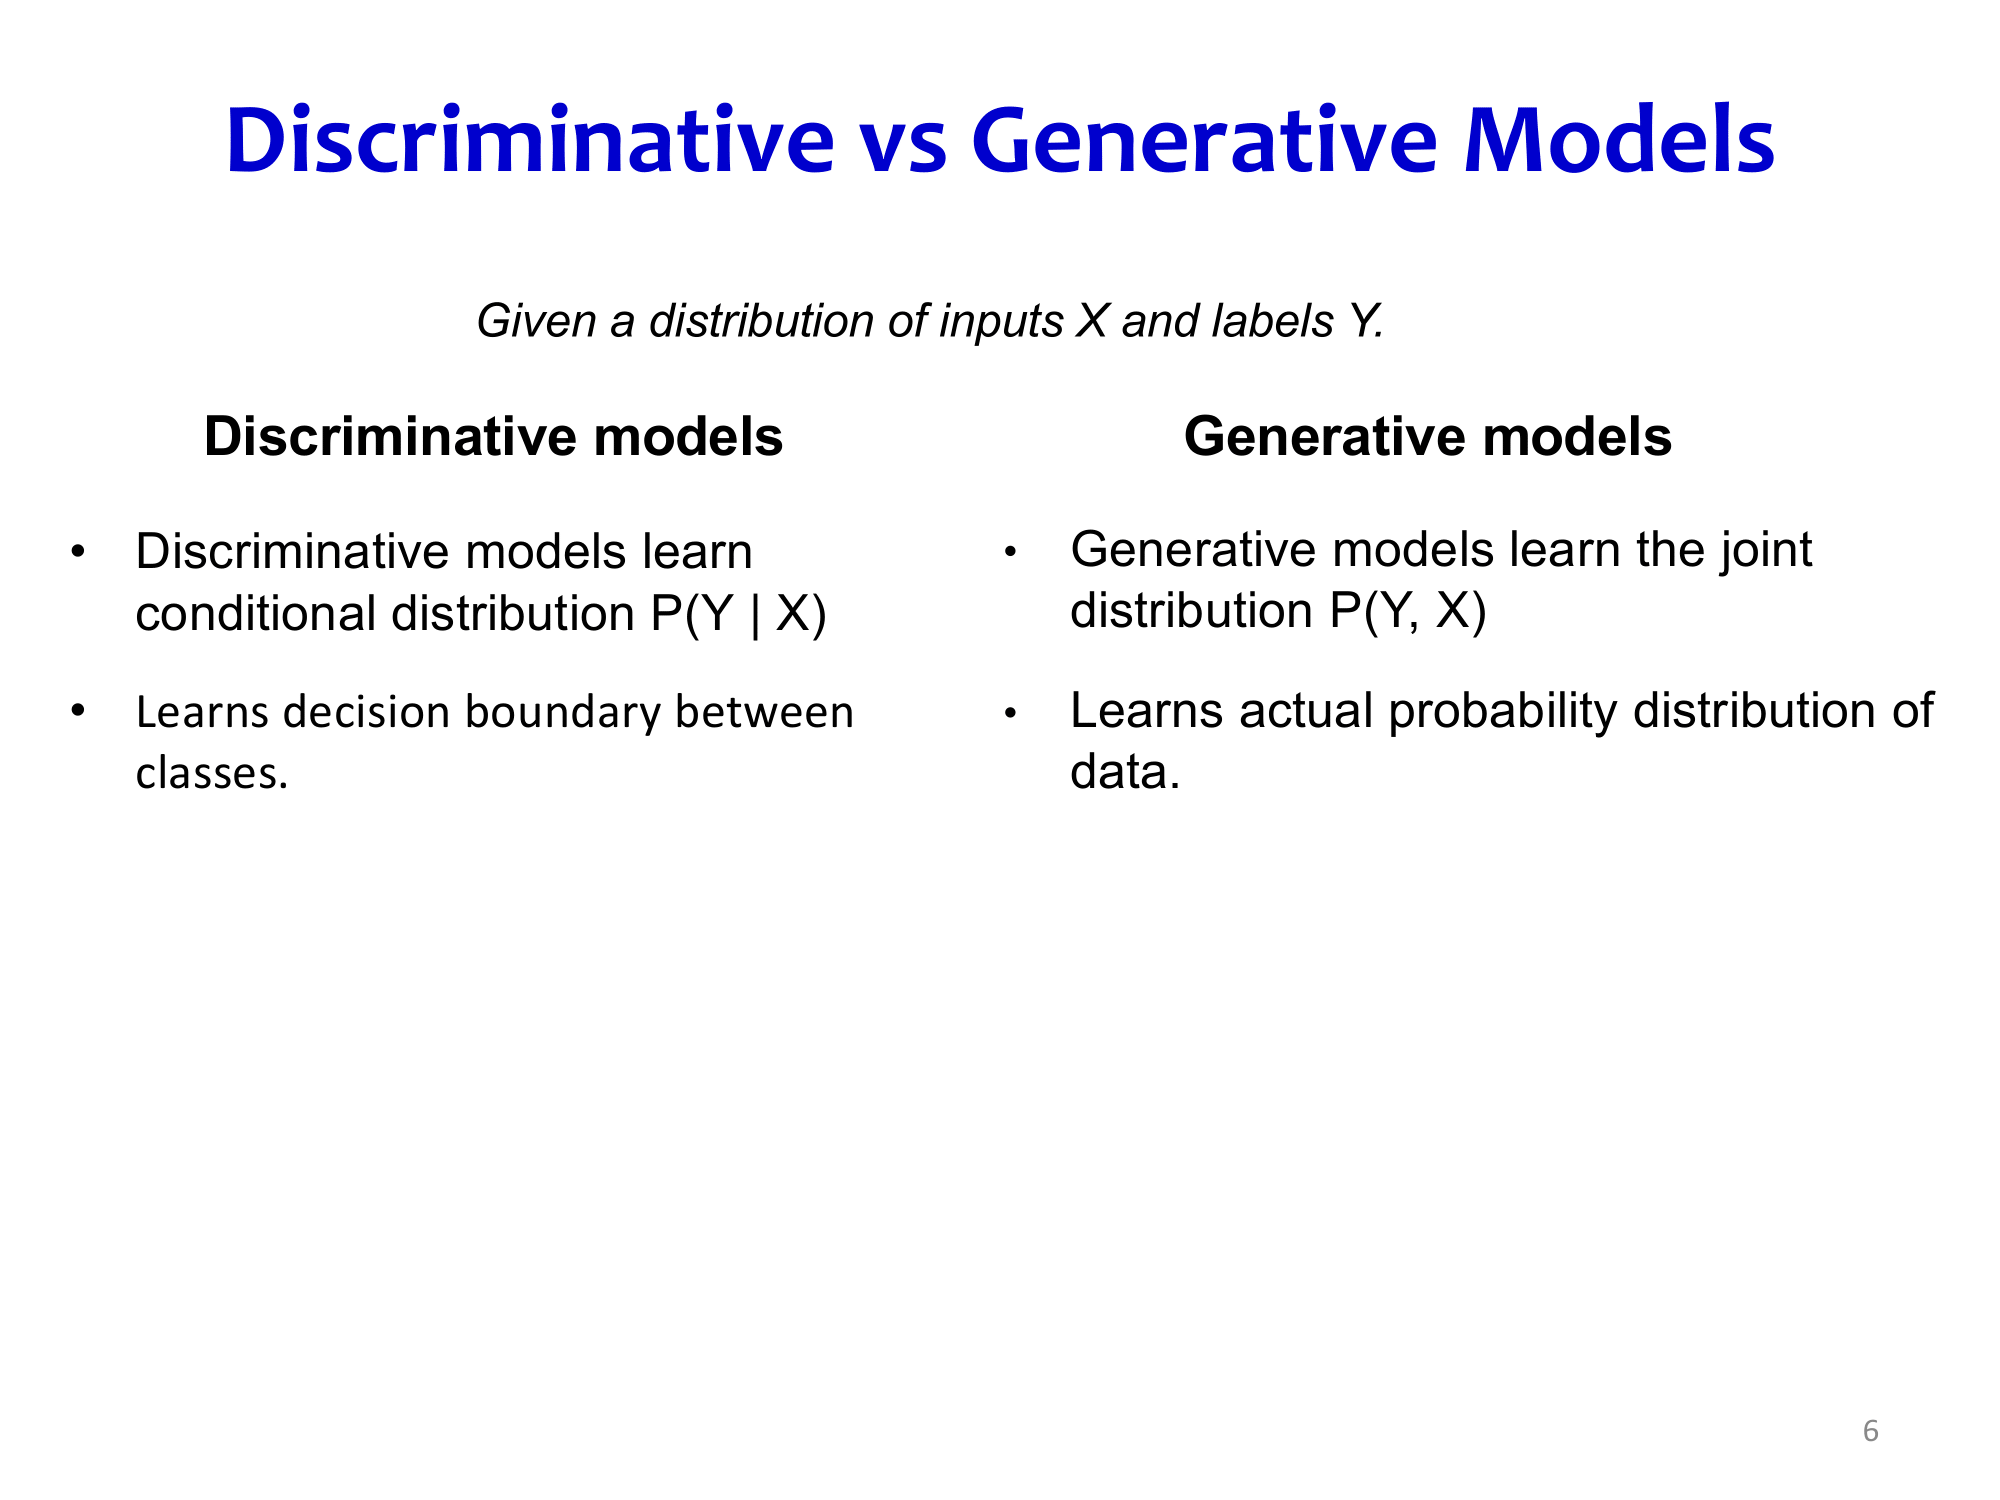 Discriminative vs Generative Models
Given a distribution of inputs X and labels Y.
Discriminative models
• Discriminative models learn
conditional distribution P(Y | X)
• Learns decision boundary between
classes.
Generative models
• Generative models learn the joint
distribution P(Y, X)
• Learns actual probability distribution of
data.
6